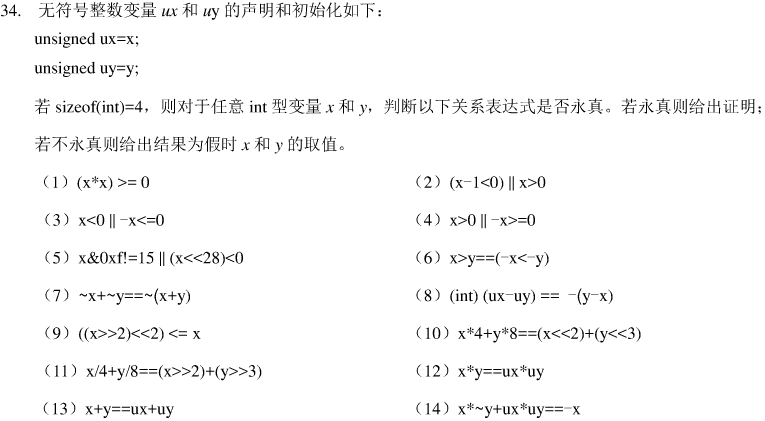 34. 无符号整数变量 ux 和 uy 的声明和初始化如下：
unsigned ux=x;
unsigned uy=y;
若 sizeof(int)=4，则对于任意 int 型变量 x 和 y，判断以下关系表达式是否永真。若永真则给出证明；
若不永真则给出结果为假时 x 和 y 的取值。
（1）(x*x) >= 0 （2）(x-1<0) || x>0
（3）x<0 || -x<=0 （4）x>0 || -x>=0
（5）x&0xf!=15 || (x<<28)<0 （6）x>y==(-x<-y)
（7）~x+~y==~(x+y) （8）(int) (ux-uy) == -(y-x)
（9）((x>>2)<<2) <= x （10）x*4+y*8==(x<<2)+(y<<3)
（11）x/4+y/8==(x>>2)+(y>>3) （12）x*y==ux*uy
（13）x+y==ux+uy （14）x*~y+ux*uy==-x